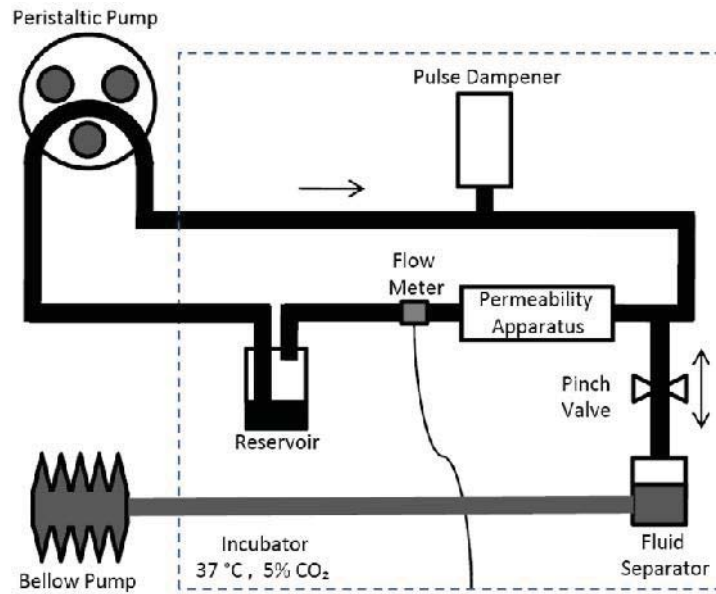 Peristaltic Pump
Pulse Dampener
Flow
Meter
Permeability
Apparatus
Pinch
Valve
Reservoir
Incubator
37 °C , 5% CO₂
Bellow Pump
Fluid
Separator